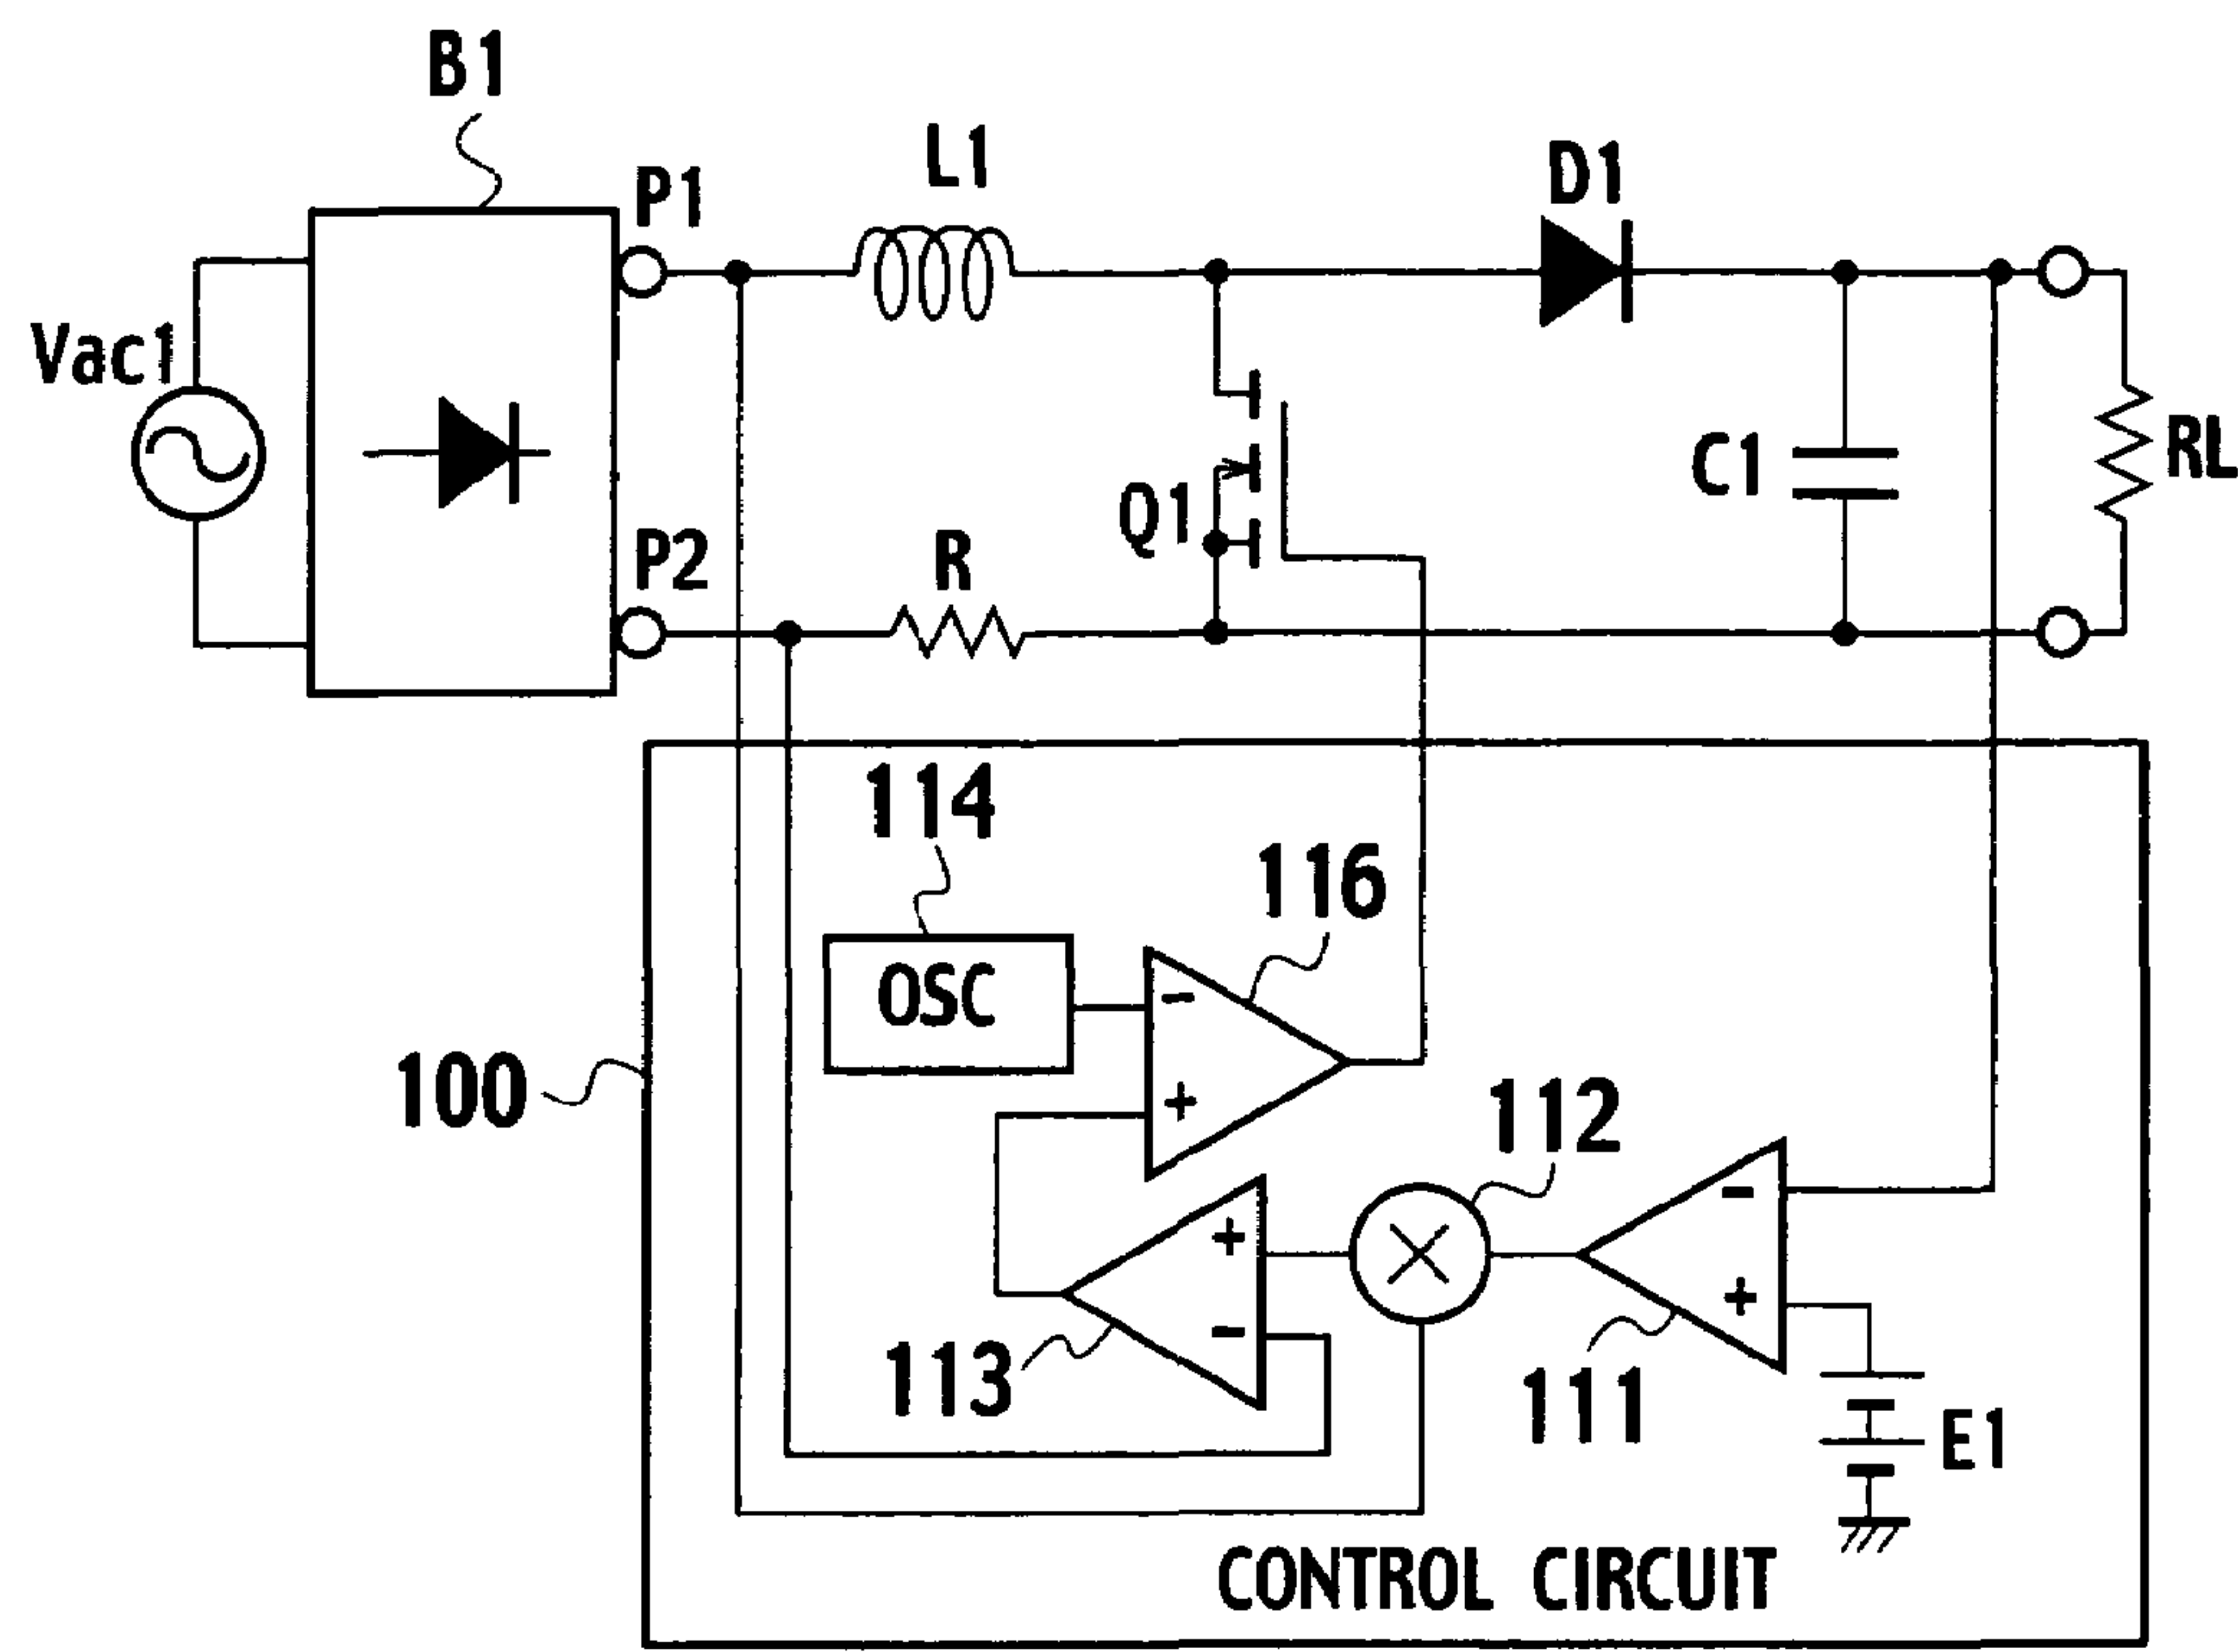 B1
L1
D1
P1
Vac1
C1
RL
Q1
P2
R
114
116
OSC
-
+
100
112
-
+
+
-
113
111
E1
CONTROL CIRCUIT